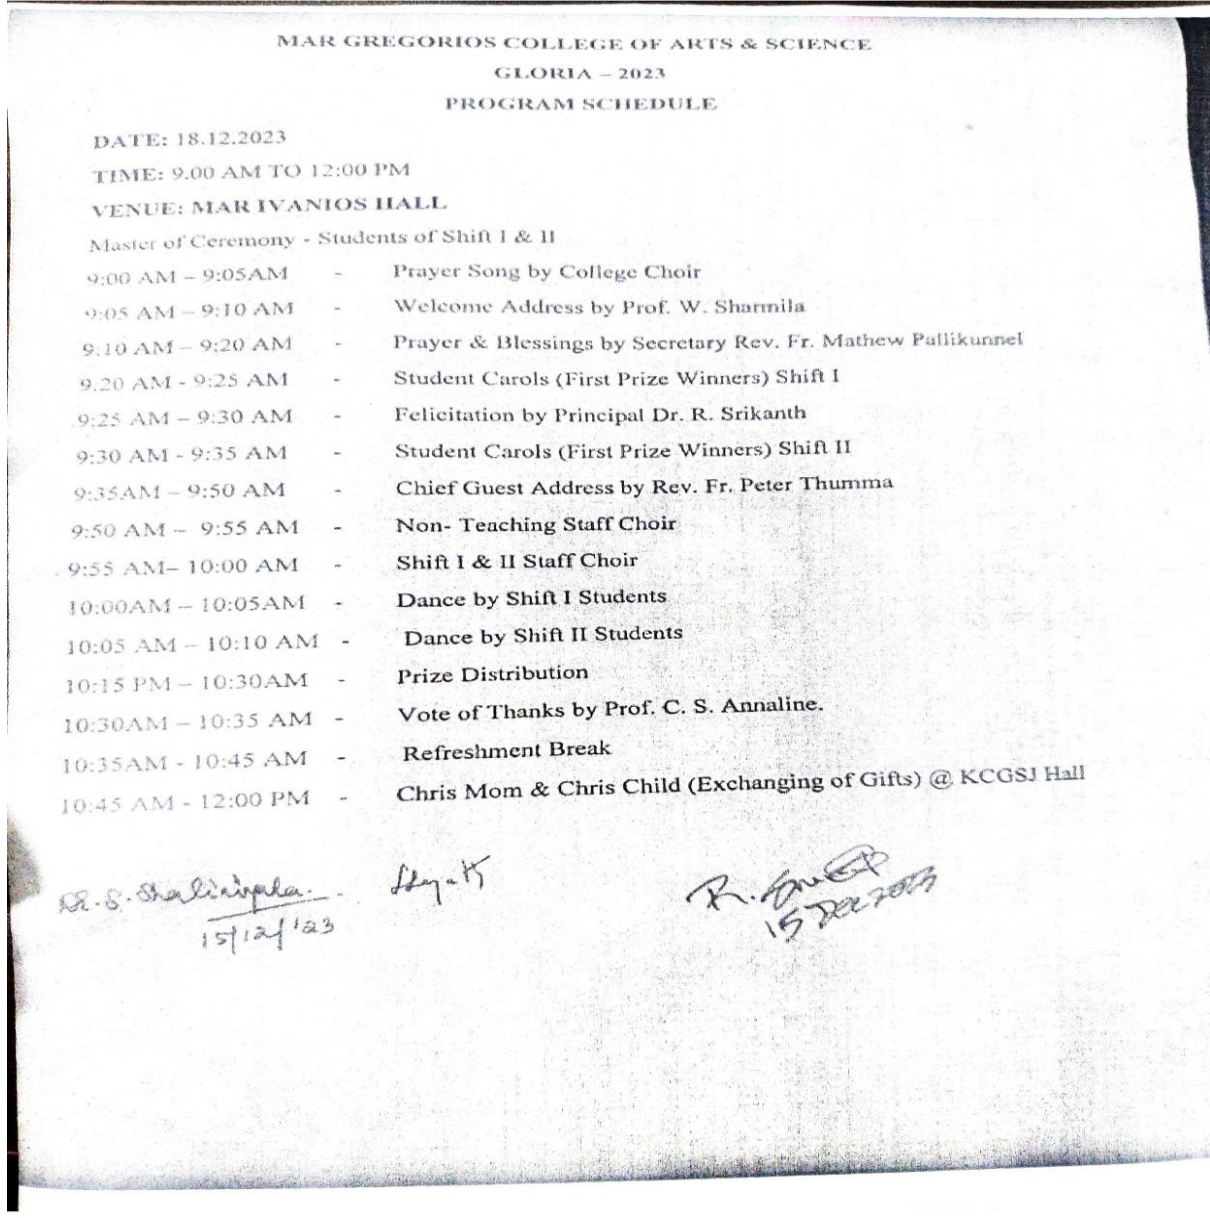 MAR GREGORIOS COLLEGE OF ARTS & SCIENCE
GLORIA – 2023
PROGRAM SCHEDULE
DATE: 18.12.2023
TIME: 9.00 AM TO 12:00 PM
VENUE: MAR IVANIOS HALL
Master of Ceremony - Students of Shift I & II
9:00 AM – 9:05AM - Prayer Song by College Choir
9:05 AM – 9:10 AM - Welcome Address by Prof. W. Sharmila
9:10 AM – 9:20 AM - Prayer & Blessings by Secretary Rev. Fr. Mathew Pallikunnel
9.20 AM - 9:25 AM - Student Carols (First Prize Winners) Shift I
9:25 AM – 9:30 AM - Felicitation by Principal Dr. R. Srikanth
9:30 AM - 9:35 AM - Student Carols (First Prize Winners) Shift II
9:35AM – 9:50 AM - Chief Guest Address by Rev. Fr. Peter Thumma
9:50 AM – 9:55 AM - Non- Teaching Staff Choir
9:55 AM– 10:00 AM - Shift I & II Staff Choir
10:00AM – 10:05AM - Dance by Shift I Students
10:05 AM – 10:10 AM - Dance by Shift II Students
10:15 PM – 10:30AM - Prize Distribution
10:30AM – 10:35 AM - Vote of Thanks by Prof. C. S. Annaline.
10:35AM - 10:45 AM - Refreshment Break
10:45 AM - 12:00 PM - Chris Mom & Chris Child (Exchanging of Gifts) @ KCGSJ Hall
15/12/'23
15 Dec 2023